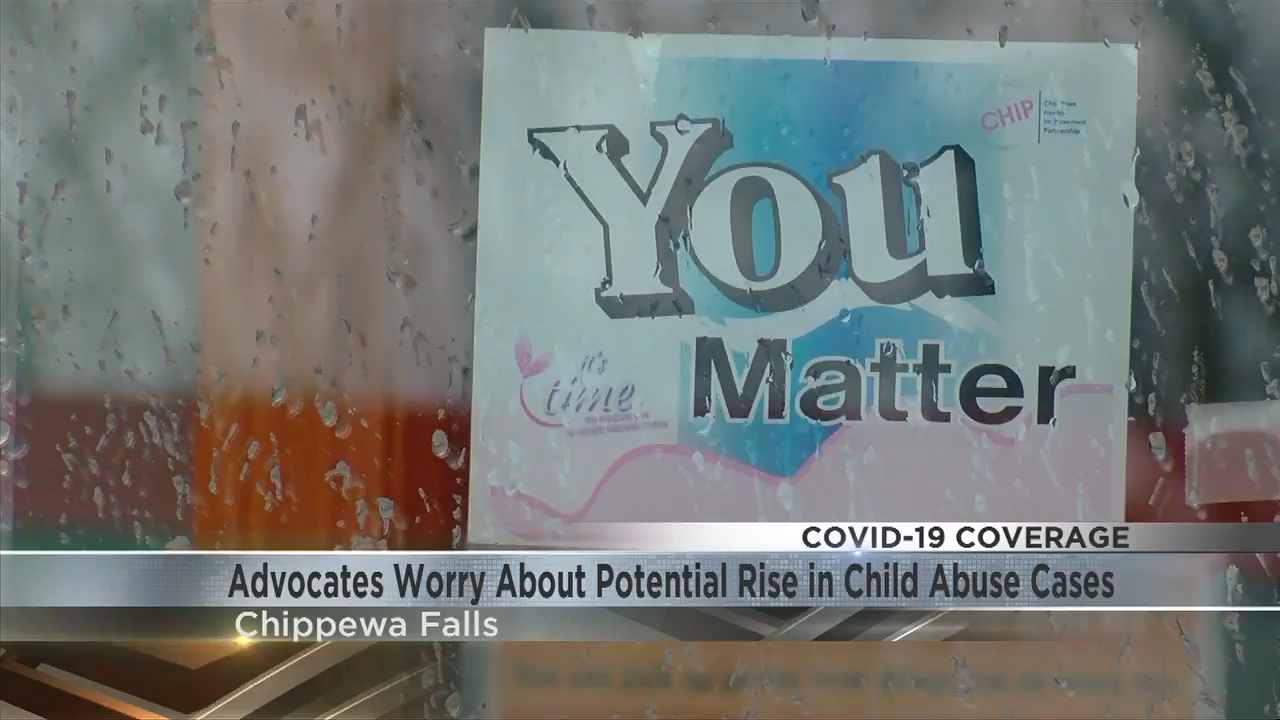 You
Matter
CHIP
Partnership
it's
time
COVID-19 COVERAGE
Advocates Worry About Potential Rise in Child Abuse Cases
Chippewa Falls